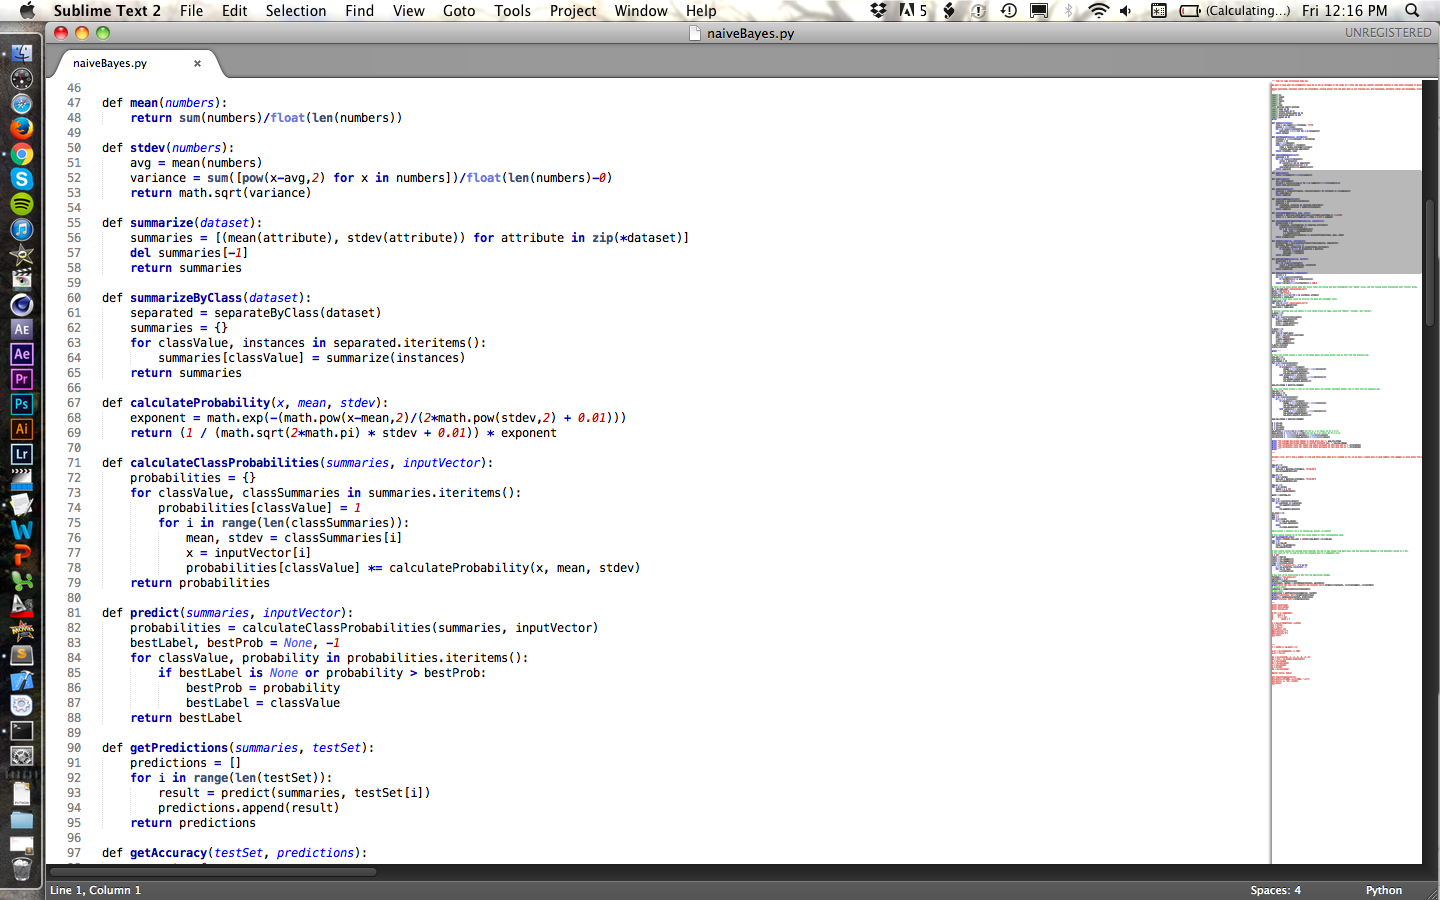 Sublime Text 2 File Edit Selection Find View Goto Tools Project Window Help 5 (Calculating...) Fri 12:16 PM
naiveBayes.py UNREGISTERED
naiveBayes.py ×
46
47 def mean(numbers):
48 return sum(numbers)/float(len(numbers))
49
50 def stdev(numbers):
51 avg = mean(numbers)
52 variance = sum([pow(x-avg,2) for x in numbers])/float(len(numbers)-0)
53 return math.sqrt(variance)
54
55 def summarize(dataset):
56 summaries = [(mean(attribute), stdev(attribute)) for attribute in zip(*dataset)]
57 del summaries[-1]
58 return summaries
59
60 def summarizeByClass(dataset):
61 separated = separateByClass(dataset)
62 summaries = {}
63 for classValue, instances in separated.iteritems():
64 summaries[classValue] = summarize(instances)
65 return summaries
66
67 def calculateProbability(x, mean, stdev):
68 exponent = math.exp(-(math.pow(x-mean,2)/(2*math.pow(stdev,2) + 0.01)))
69 return (1 / (math.sqrt(2*math.pi) * stdev + 0.01)) * exponent
70
71 def calculateClassProbabilities(summaries, inputVector):
72 probabilities = {}
73 for classValue, classSummaries in summaries.iteritems():
74 probabilities[classValue] = 1
75 for i in range(len(classSummaries)):
76 mean, stdev = classSummaries[i]
77 x = inputVector[i]
78 probabilities[classValue] *= calculateProbability(x, mean, stdev)
79 return probabilities
80
81 def predict(summaries, inputVector):
82 probabilities = calculateClassProbabilities(summaries, inputVector)
83 bestLabel, bestProb = None, -1
84 for classValue, probability in probabilities.iteritems():
85 if bestLabel is None or probability > bestProb:
86 bestProb = probability
87 bestLabel = classValue
88 return bestLabel
89
90 def getPredictions(summaries, testSet):
91 predictions = []
92 for i in range(len(testSet)):
93 result = predict(summaries, testSet[i])
94 predictions.append(result)
95 return predictions
96
97 def getAccuracy(testSet, predictions):
AE
Ae
Pr
Ps
Ai
Lr
Line 1, Column 1 Spaces: 4 Python